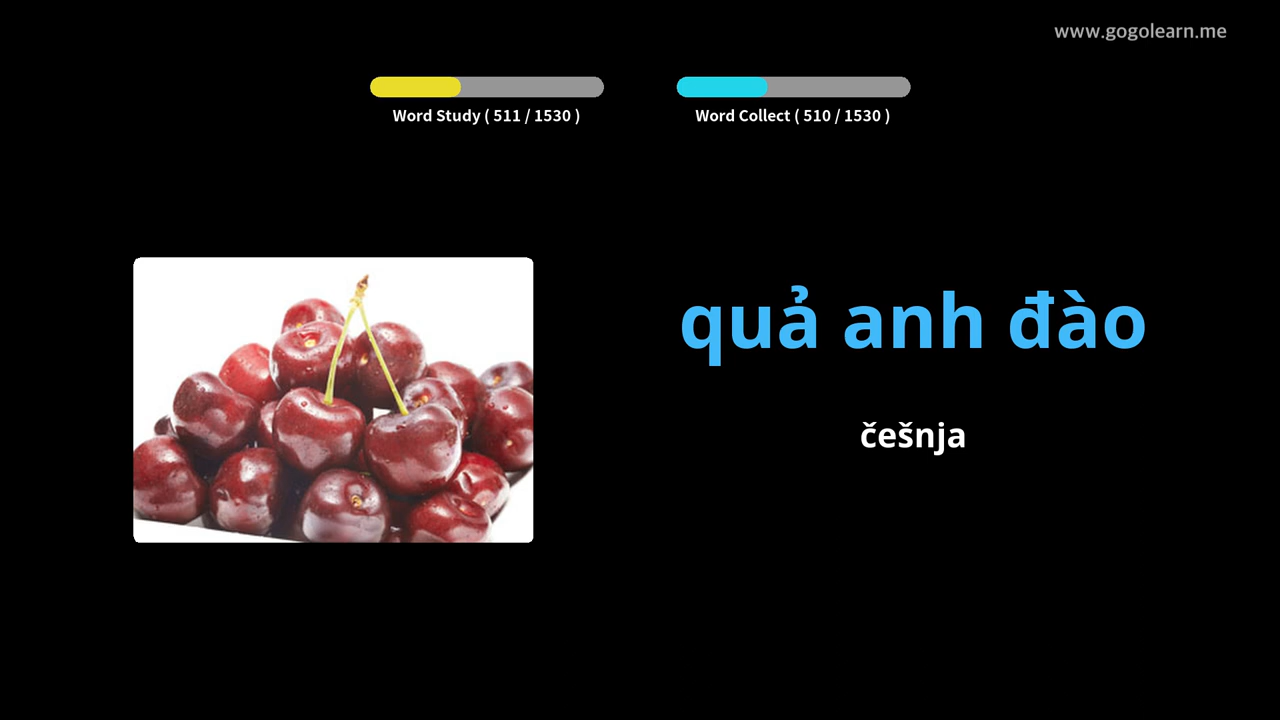 www.gogolearn.me
Word Study ( 511 / 1530 )
Word Collect ( 510 / 1530 )
quả anh đào
češnja